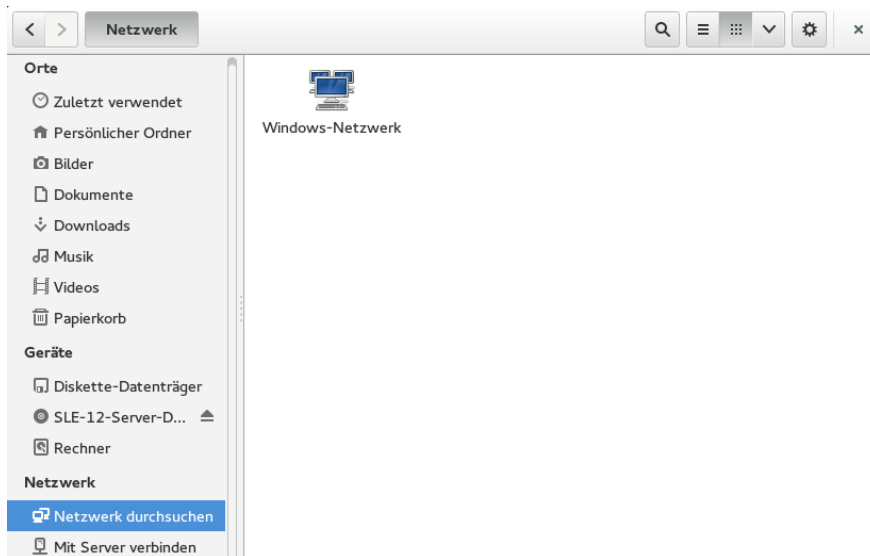 Netzwerk
Orte
Zuletzt verwendet
Persönlicher Ordner
Bilder
Dokumente
Downloads
Musik
Videos
Papierkorb
Geräte
Diskette-Datenträger
SLE-12-Server-D...
Rechner
Netzwerk
Netzwerk durchsuchen
Mit Server verbinden
Windows-Netzwerk